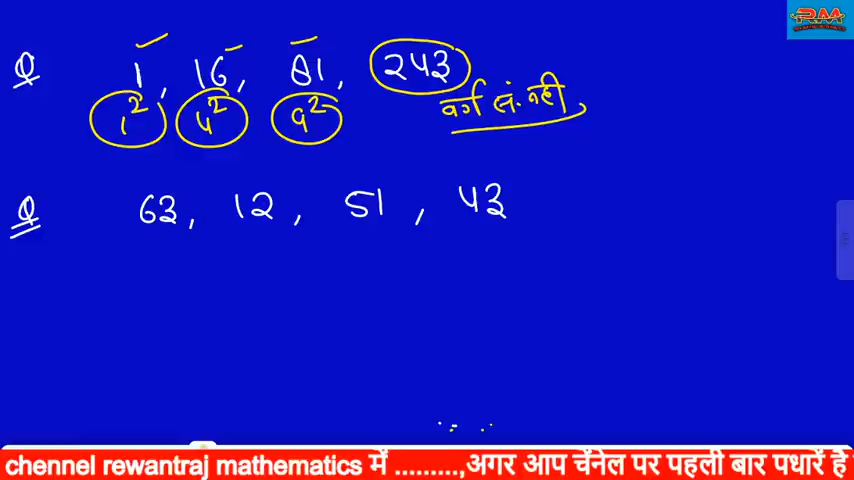 Q 1, 16, 81, 243
1² 4² 9² वर्ग सं. नही
Q 63, 12, 51, 43
chennel rewantraj mathematics में .........,अगर आप चेंनेल पर पहली बार पधारें है